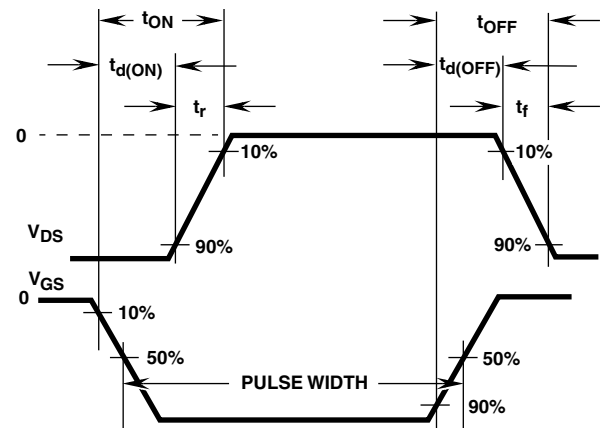 tON tOFF
td(ON) td(OFF)
tr tf
0
10% 10%
VDS 90% 90%
VGS
0
10%
50% 50%
PULSE WIDTH
90%